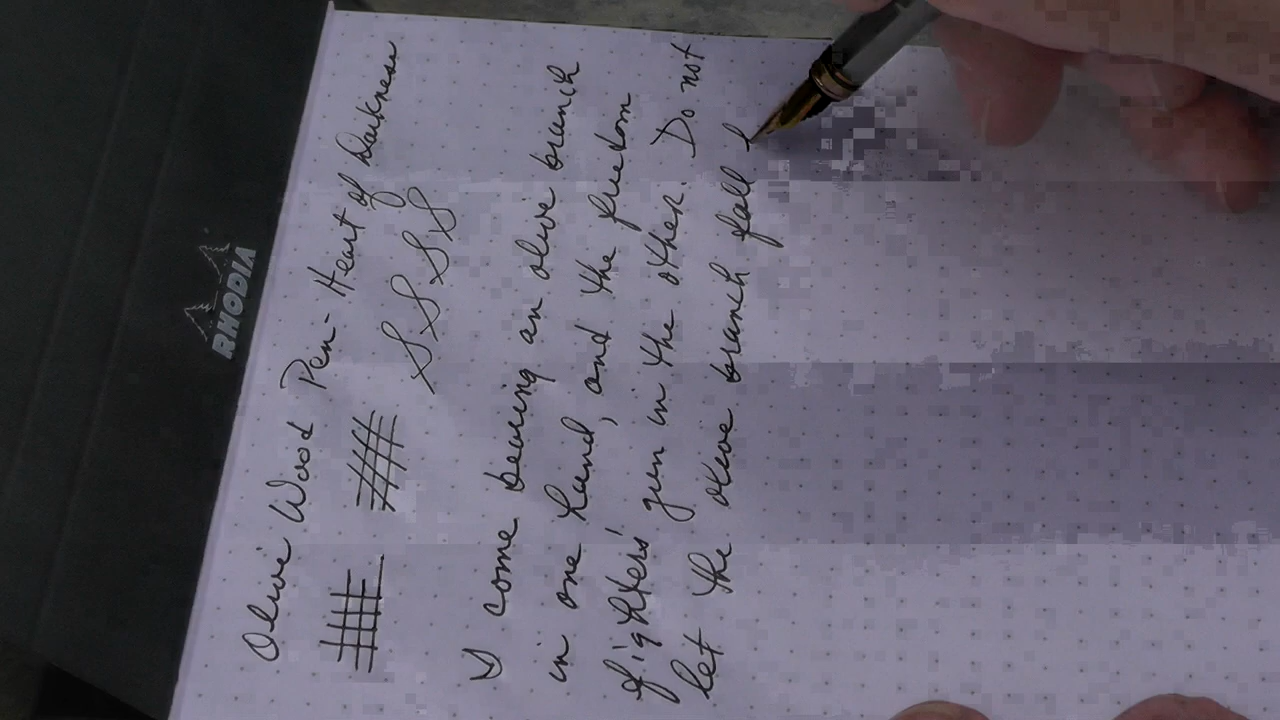 RHODIA
Olive Wood Pen - Heart of Darkness
S S S S
I come bearing an olive branch
in one hand, and the freedom
fighters' gun in the other. Do not
let the olive branch fall